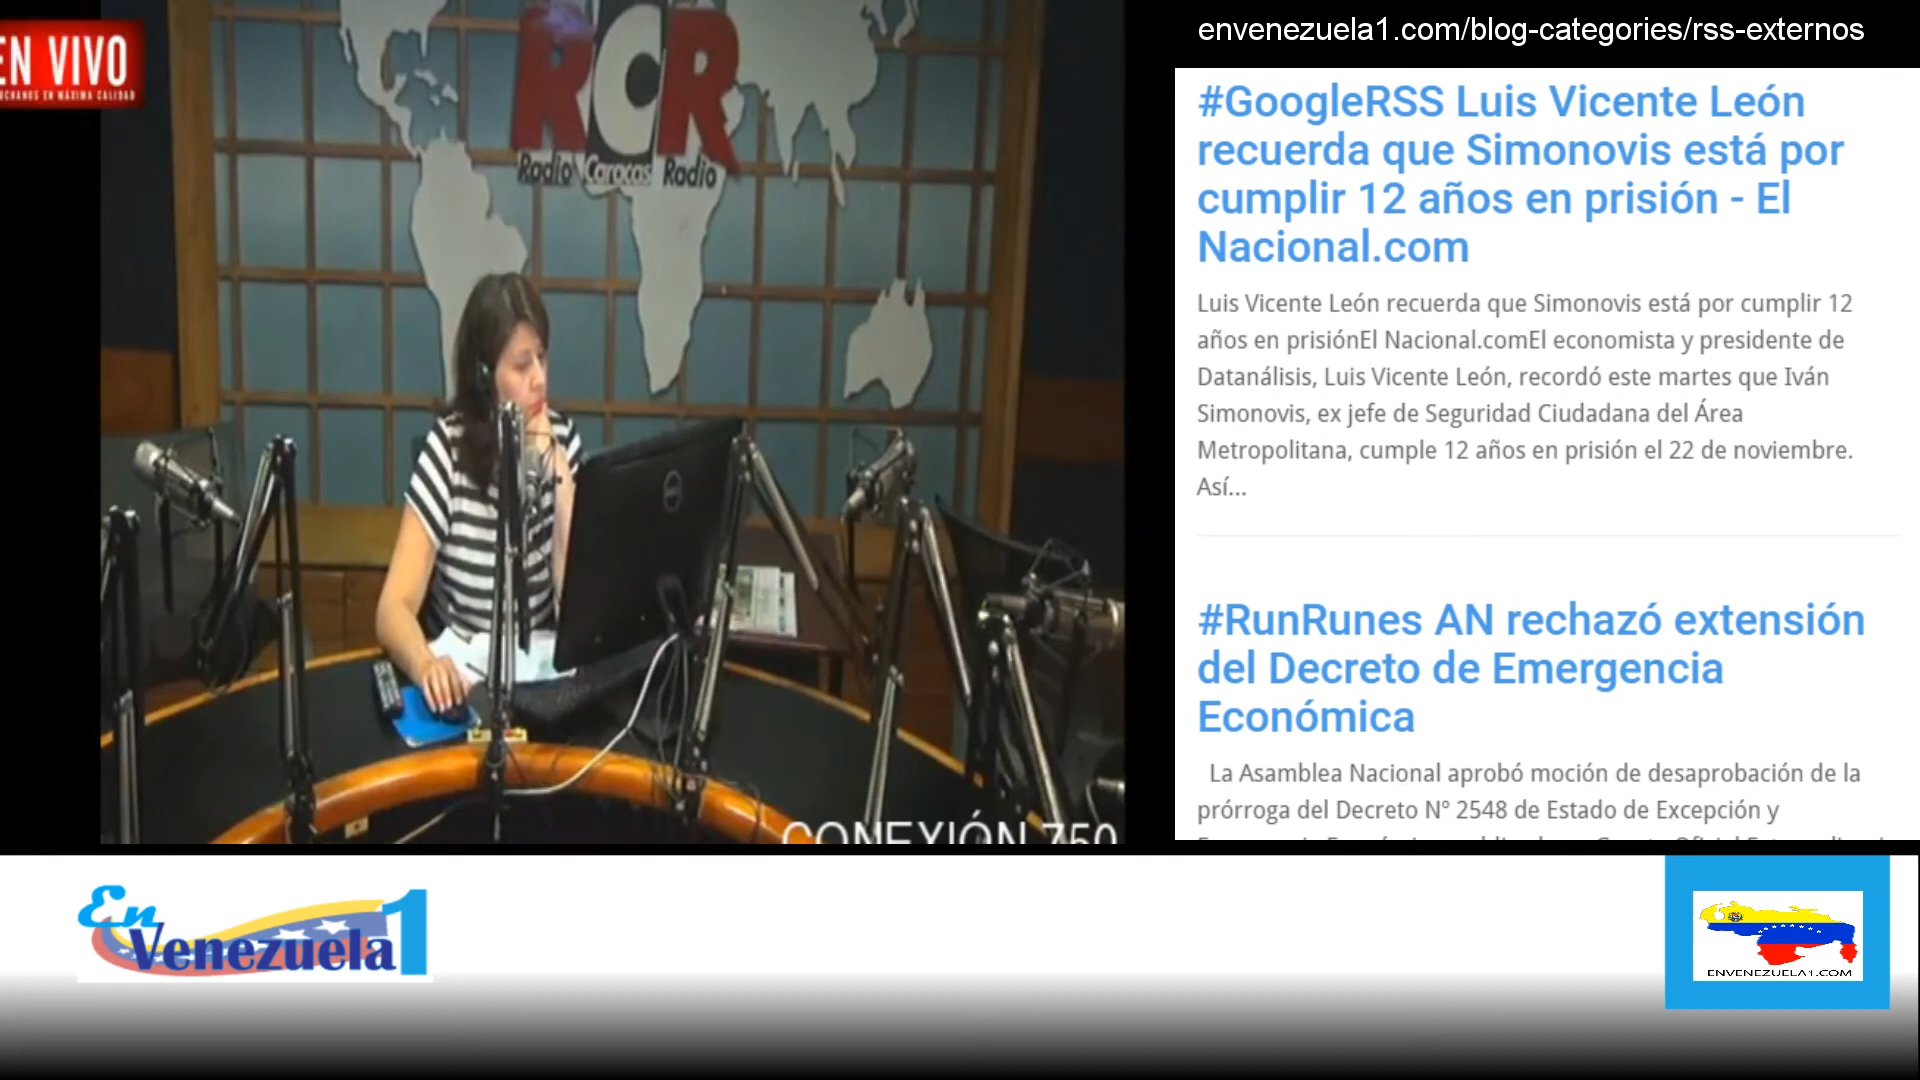 EN VIVO
RCR
Radio Caracas Radio
CONEXIÓN 750
envenezuela1.com/blog-categories/rss-externos
#GoogleRSS Luis Vicente León
recuerda que Simonovis está por
cumplir 12 años en prisión - El
Nacional.com
Luis Vicente León recuerda que Simonovis está por cumplir 12
años en prisiónEl Nacional.comEl economista y presidente de
Datanálisis, Luis Vicente León, recordó este martes que Iván
Simonovis, ex jefe de Seguridad Ciudadana del Área
Metropolitana, cumple 12 años en prisión el 22 de noviembre.
Así...
#RunRunes AN rechazó extensión
del Decreto de Emergencia
Económica
La Asamblea Nacional aprobó moción de desaprobación de la
prórroga del Decreto Nº 2548 de Estado de Excepción y
En Venezuela 1
ENVENEZUELA1.COM